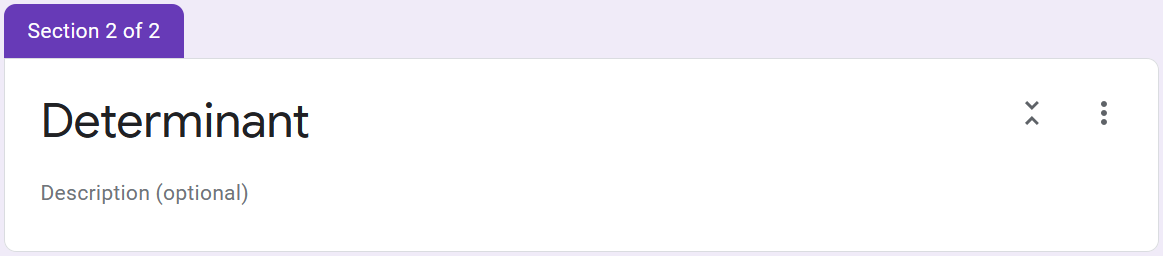 Section 2 of 2
Determinant
Description (optional)